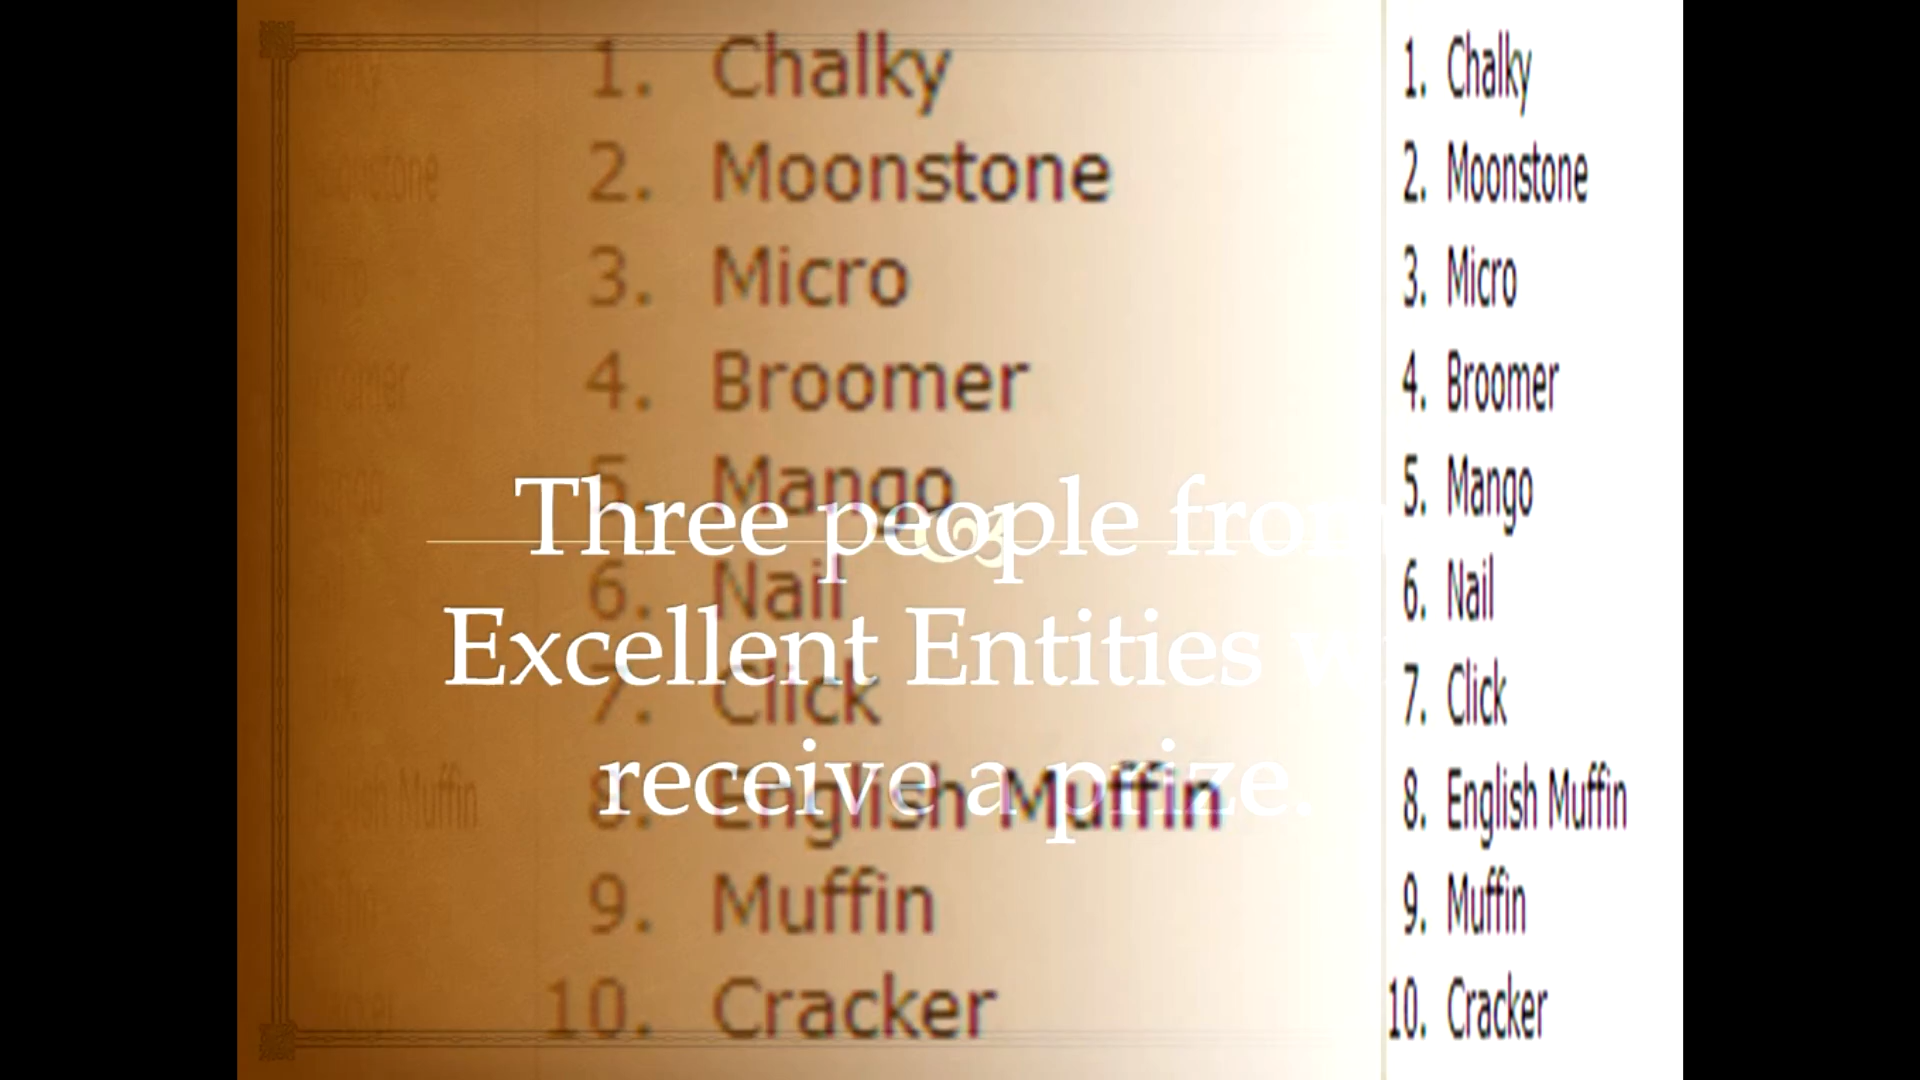 1. Chalky
2. Moonstone
3. Micro
4. Broomer
5. Mango
6. Nail
7. Click
8. English Muffin
9. Muffin
10. Cracker
Three people from
Excellent Entities
receive a prize.
1. Chalky
2. Moonstone
3. Micro
4. Broomer
5. Mango
6. Nail
7. Click
8. English Muffin
9. Muffin
10. Cracker